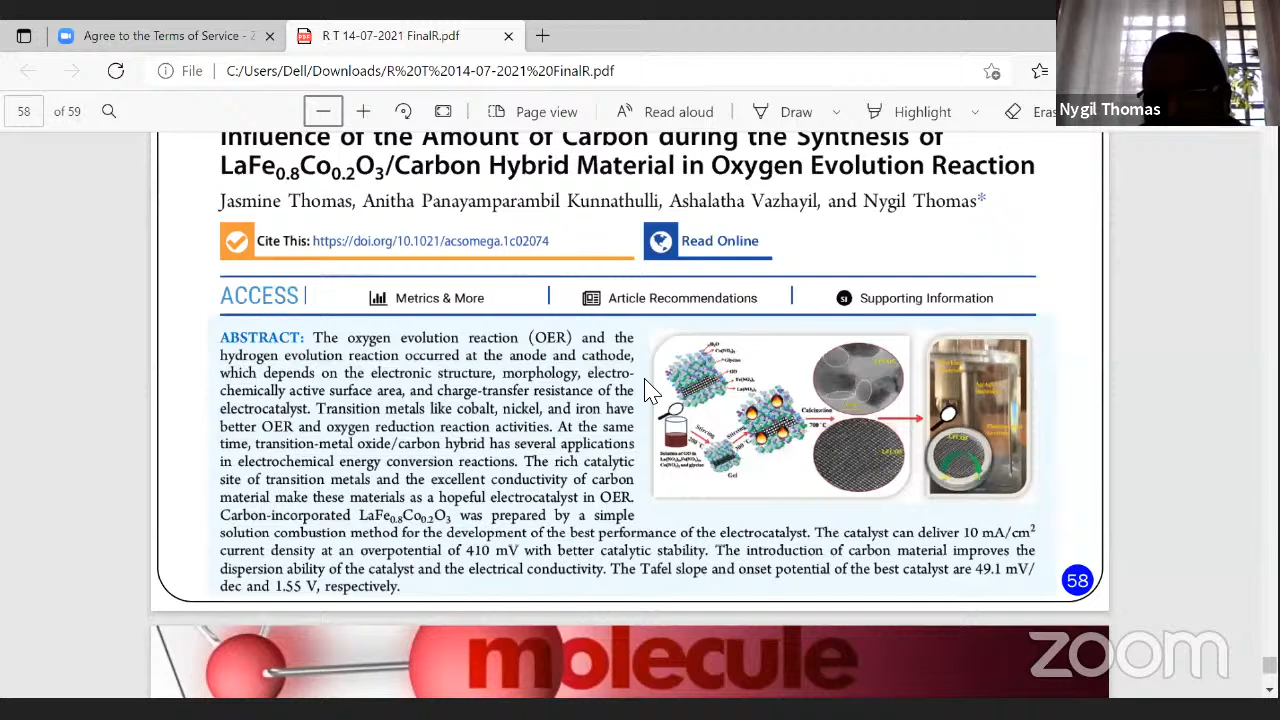 Agree to the Terms of Service - Z
R T 14-07-2021 FinalR.pdf
File
C:/Users/Dell/Downloads/R%20T%2014-07-2021%20FinalR.pdf
Nygil Thomas
58 of 59
Page view
Read aloud
Draw
Highlight
Eras
Influence of the Amount of Carbon during the Synthesis of
LaFe0.8Co0.2O3/Carbon Hybrid Material in Oxygen Evolution Reaction
Jasmine Thomas, Anitha Panayamparambil Kunnathulli, Ashalatha Vazhayil, and Nygil Thomas*
Cite This: https://doi.org/10.1021/acsomega.1c02074
Read Online
ACCESS
Metrics & More
Article Recommendations
SI Supporting Information
ABSTRACT: The oxygen evolution reaction (OER) and the
hydrogen evolution reaction occurred at the anode and cathode,
which depends on the electronic structure, morphology, electro-
chemically active surface area, and charge-transfer resistance of the
electrocatalyst. Transition metals like cobalt, nickel, and iron have
better OER and oxygen reduction reaction activities. At the same
time, transition-metal oxide/carbon hybrid has several applications
in electrochemical energy conversion reactions. The rich catalytic
site of transition metals and the excellent conductivity of carbon
material make these materials as a hopeful electrocatalyst in OER.
Carbon-incorporated LaFe0.8Co0.2O3 was prepared by a simple
solution combustion method for the development of the best performance of the electrocatalyst. The catalyst can deliver 10 mA/cm2
current density at an overpotential of 410 mV with better catalytic stability. The introduction of carbon material improves the
dispersion ability of the catalyst and the electrical conductivity. The Tafel slope and onset potential of the best catalyst are 49.1 mV/
dec and 1.55 V, respectively.
H2O
Glycine
GO
Calcination
700 °C
Stirring
200 °C
Gel
58
molecule
zoom